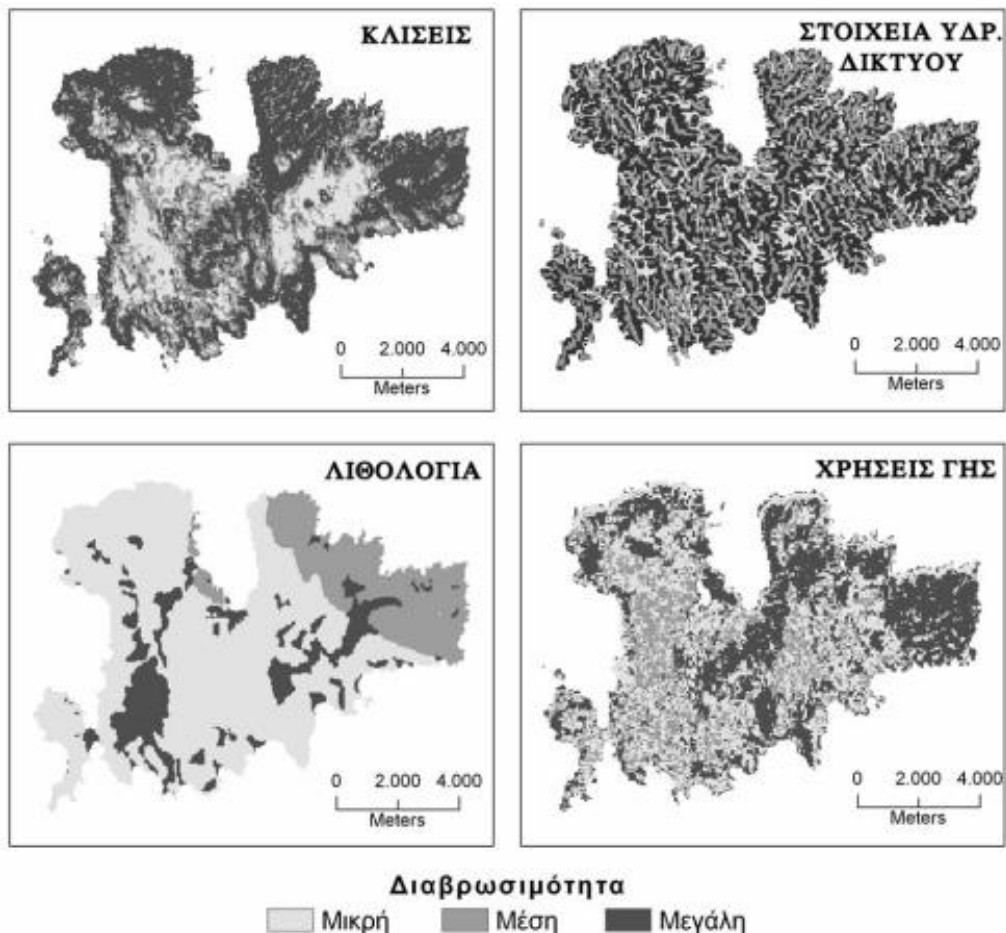 ΚΛΙΣΕΙΣ
0 2.000 4.000
Meters
ΣΤΟΙΧΕΙΑ ΥΔΡ.
ΔΙΚΤΥΟΥ
0 2.000 4.000
Meters
ΛΙΘΟΛΟΓΙΑ
0 2.000 4.000
Meters
ΧΡΗΣΕΙΣ ΓΗΣ
0 2.000 4.000
Meters
Διαβρωσιμότητα
Μικρή Μέση Μεγάλη